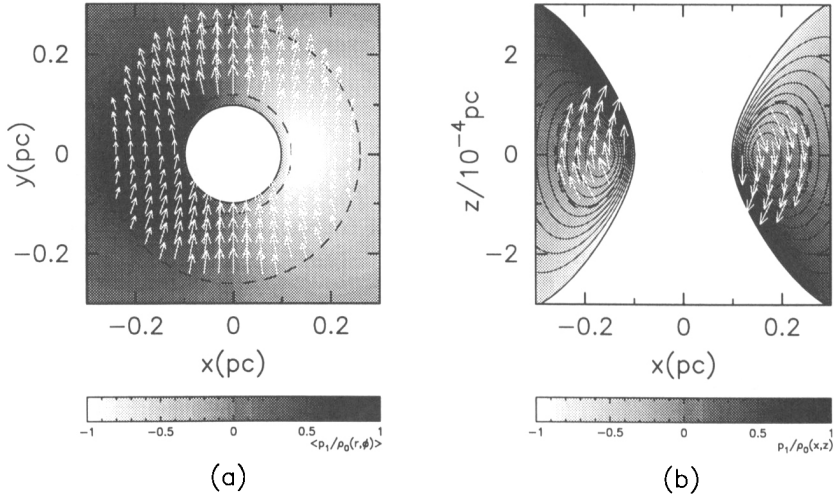 0.2
0
−0.2
y(pc)
−0.2 0 0.2
x(pc)
−1 −0.5 0 0.5 1
<p₁/ρ₀(r,ϕ)>
(a)
2
0
−2
z/10⁻⁴pc
−0.2 0 0.2
x(pc)
−1 −0.5 0 0.5 1
p₁/ρ₀(x,z)
(b)